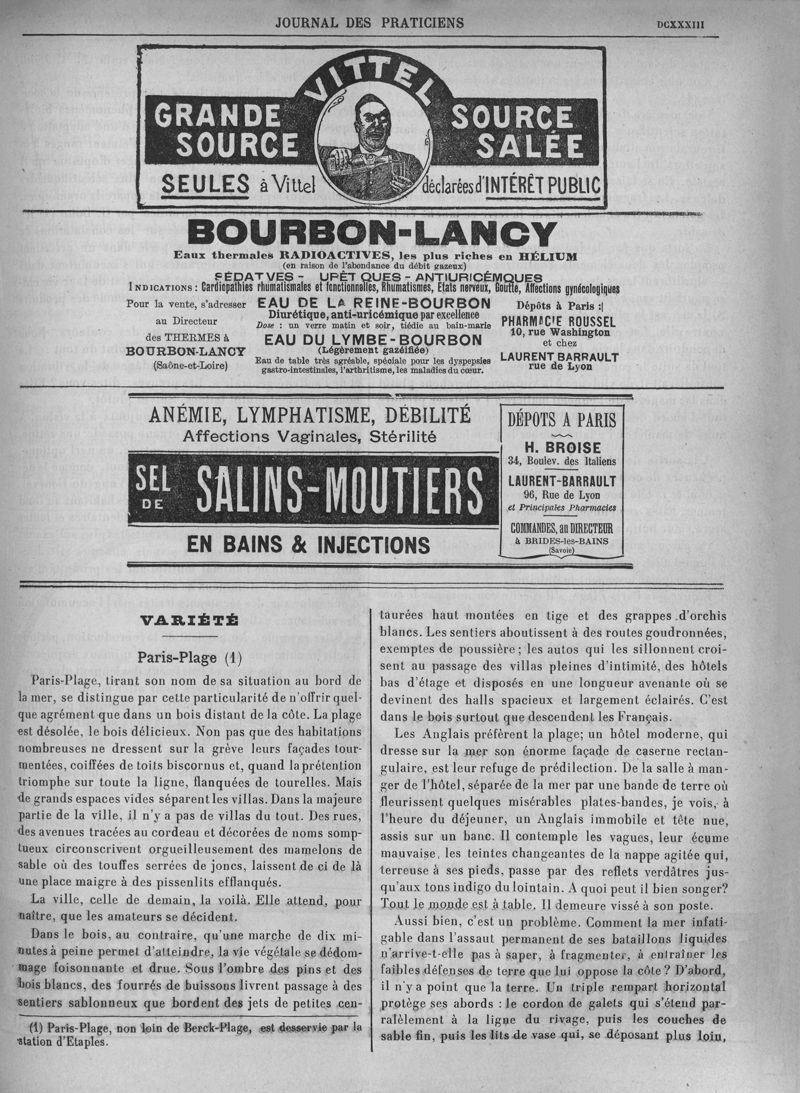 JOURNAL DES PRATICIENS
DCXXXIII
VITTEL
GRANDE SOURCE
SOURCE SALÉE
SEULES à Vittel déclarées d'INTÉRÊT PUBLIC
BOURBON-LANCY
Eaux thermales RADIOACTIVES, les plus riches en HÉLIUM
(en raison de l'abondance du débit gazeux)
SÉDATVES - UPÉT QUES - ANTIURICÉMQUES
INDICATIONS : Cardiopathies rhumatismales et fonctionnelles, Rhumatismes, Etats nerveux, Goutte, Affections gynécologiques
Pour la vente, s'adresser
au Directeur
des THERMES à
BOURBON-LANCY
(Saône-et-Loire)
EAU DE LA REINE-BOURBON
Diurétique, anti-uricémique par excellence
Dose : un verre matin et soir, tiédie au bain-marie
EAU DU LYMBE-BOURBON
(Légèrement gazéifiée)
Eau de table très agréable, spéciale pour les dyspepsies
gastro-intestinales, l'arthritisme, les maladies du cœur.
Dépôts à Paris :
PHARMACIE ROUSSEL
10, rue Washington
et chez
LAURENT BARRAULT
rue de Lyon
ANÉMIE, LYMPHATISME, DÉBILITÉ
Affections Vaginales, Stérilité
SEL DE SALINS-MOUTIERS
EN BAINS & INJECTIONS
DÉPOTS A PARIS
H. BROISE
34, Boulev. des Italiens
LAURENT-BARRAULT
96, Rue de Lyon
et Principales Pharmacies
COMMANDES, au DIRECTEUR
à BRIDES-les-BAINS
(Savoie)
VARIÉTÉ
Paris-Plage (1)
Paris-Plage, tirant son nom de sa situation au bord de
la mer, se distingue par cette particularité de n'offrir quel-
que agrément que dans un bois distant de la côte. La plage
est désolée, le bois délicieux. Non pas que des habitations
nombreuses ne dressent sur la grève leurs façades tour-
mentées, coiffées de toits biscornus et, quand la prétention
triomphe sur toute la ligne, flanquées de tourelles. Mais
de grands espaces vides séparent les villas. Dans la majeure
partie de la ville, il n'y a pas de villas du tout. Des rues,
des avenues tracées au cordeau et décorées de noms somp-
tueux circonscrivent orgueilleusement des mamelons de
sable où des touffes serrées de joncs, laissent de ci de là
une place maigre à des pissenlits efflanqués.
La ville, celle de demain, la voilà. Elle attend, pour
naître, que les amateurs se décident.
Dans le bois, au contraire, qu'une marche de dix mi-
nutes à peine permet d'atteindre, la vie végétale se dédom-
mage foisonnante et drue. Sous l'ombre des pins et des
bois blancs, des fourrés de buissons livrent passage à des
sentiers sablonneux que bordent des jets de petites cen-
(1) Paris-Plage, non loin de Berck-Plage, est desservie par la
station d'Etaples.
taurées haut montées en tige et des grappes d'orchis
blancs. Les sentiers aboutissent à des routes goudronnées,
exemptes de poussière ; les autos qui les sillonnent croi-
sent au passage des villas pleines d'intimité, des hôtels
bas d'étage et disposés en une longueur avenante où se
devinent des halls spacieux et largement éclairés. C'est
dans le bois surtout que descendent les Français.
Les Anglais préfèrent la plage; un hôtel moderne, qui
dresse sur la mer son énorme façade de caserne rectan-
gulaire, est leur refuge de prédilection. De la salle à man-
ger de l'hôtel, séparée de la mer par une bande de terre où
fleurissent quelques misérables plates-bandes, je vois, à
l'heure du déjeuner, un Anglais immobile et tête nue,
assis sur un banc. Il contemple les vagues, leur écume
mauvaise, les teintes changeantes de la nappe agitée qui,
terreuse à ses pieds, passe par des reflets verdâtres jus-
qu'aux tons indigo du lointain. A quoi peut il bien songer?
Tout le monde est à table. Il demeure vissé à son poste.
Aussi bien, c'est un problème. Comment la mer infati-
gable dans l'assaut permanent de ses bataillons liquides
n'arrive-t-elle pas à saper, à fragmenter, à entraîner les
faibles défenses de terre que lui oppose la côte ? D'abord,
il n'y a point que la terre. Un triple rempart horizontal
protège ses abords : le cordon de galets qui s'étend par-
ralèlement à la ligne du rivage, puis les couches de
sable fin, puis les lits de vase qui, se déposant plus loin,